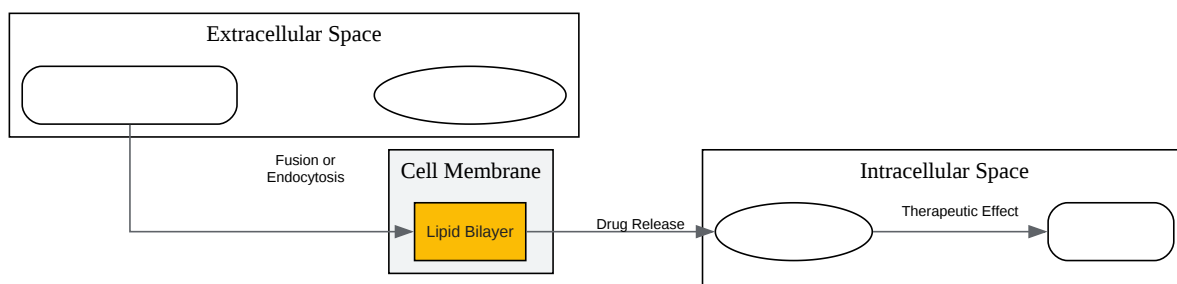 Extracellular Space
Fusion or
Endocytosis
Cell Membrane
Lipid Bilayer
Drug Release
Intracellular Space
Therapeutic Effect